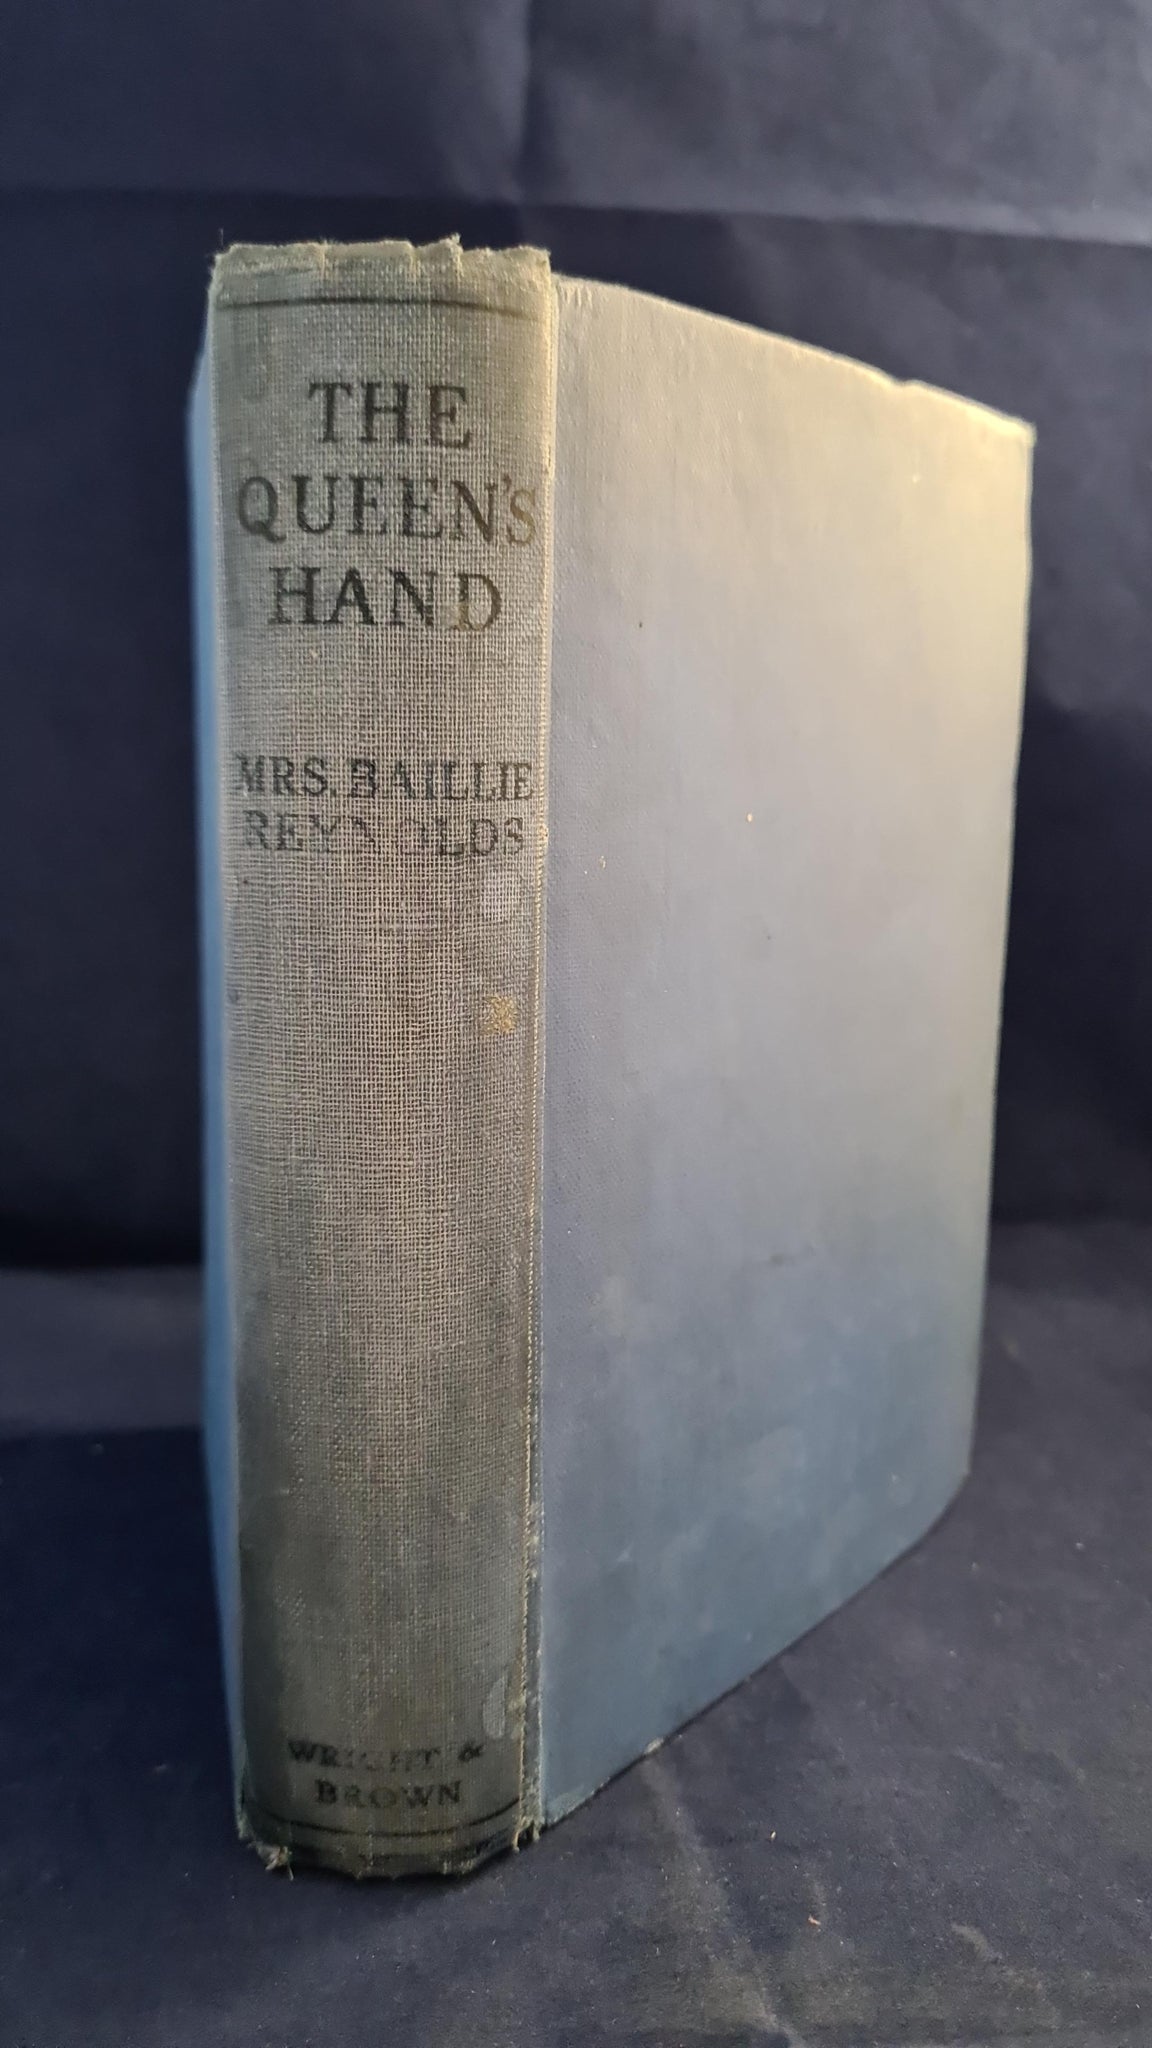 THE
QUEEN'S
HAND
MRS. BAILLIE
REYNOLDS
WRIGHT &
BROWN